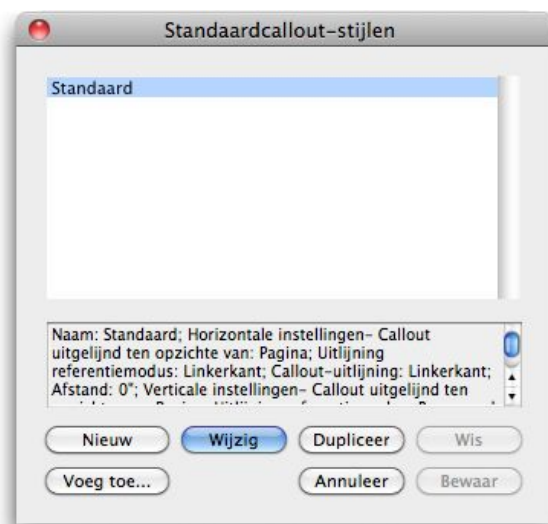 Standaardcallout-stijlen
Standaard
Naam: Standaard; Horizontale instellingen- Callout
uitgelijnd ten opzichte van: Pagina; Uitlijning
referentiemodus: Linkerkant; Callout-uitlijning: Linkerkant;
Afstand: 0"; Verticale instellingen- Callout uitgelijnd ten
Nieuw Wijzig Dupliceer Wis
Voeg toe... Annuleer Bewaar